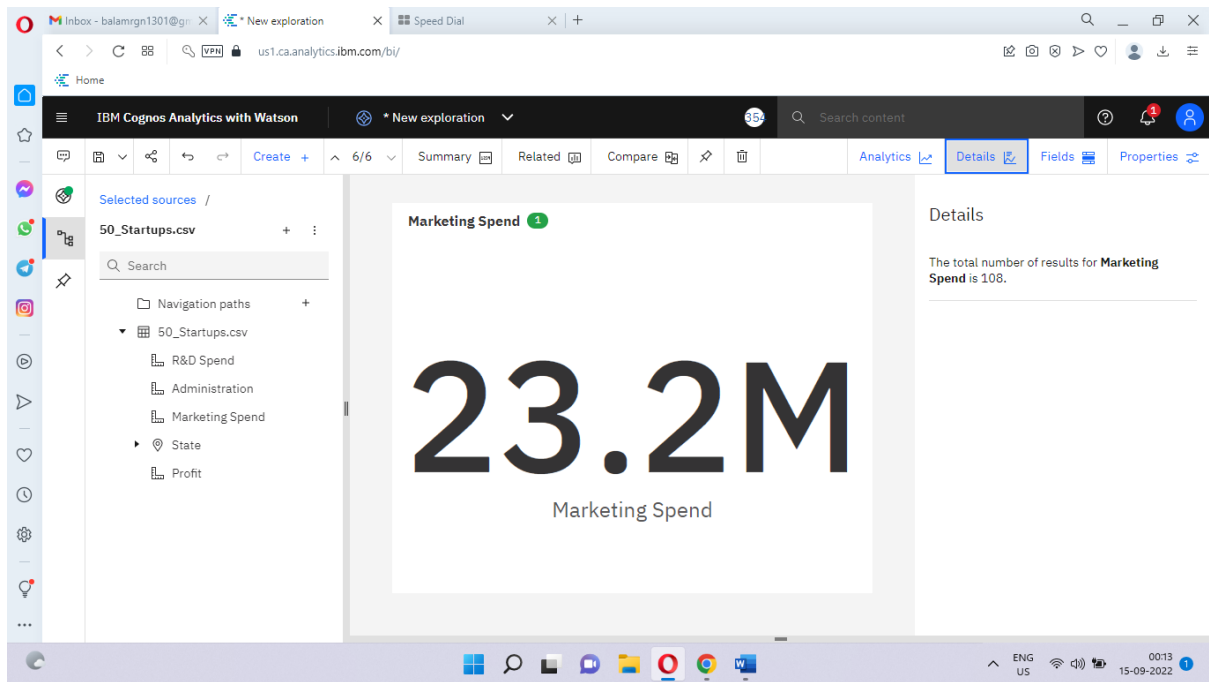 Inbox - balamrgn1301@gm
* New exploration
Speed Dial
VPN
us1.ca.analytics.ibm.com/bi/
Home
IBM Cognos Analytics with Watson
* New exploration
354
Search content
1
Create +
6/6
Summary
Related
Compare
Analytics
Details
Fields
Properties
Selected sources /
50_Startups.csv
Search
Navigation paths
50_Startups.csv
R&D Spend
Administration
Marketing Spend
State
Profit
Marketing Spend 1
23.2M
Marketing Spend
Details
The total number of results for Marketing
Spend is 108.
ENG
US
00:13
15-09-2022
1